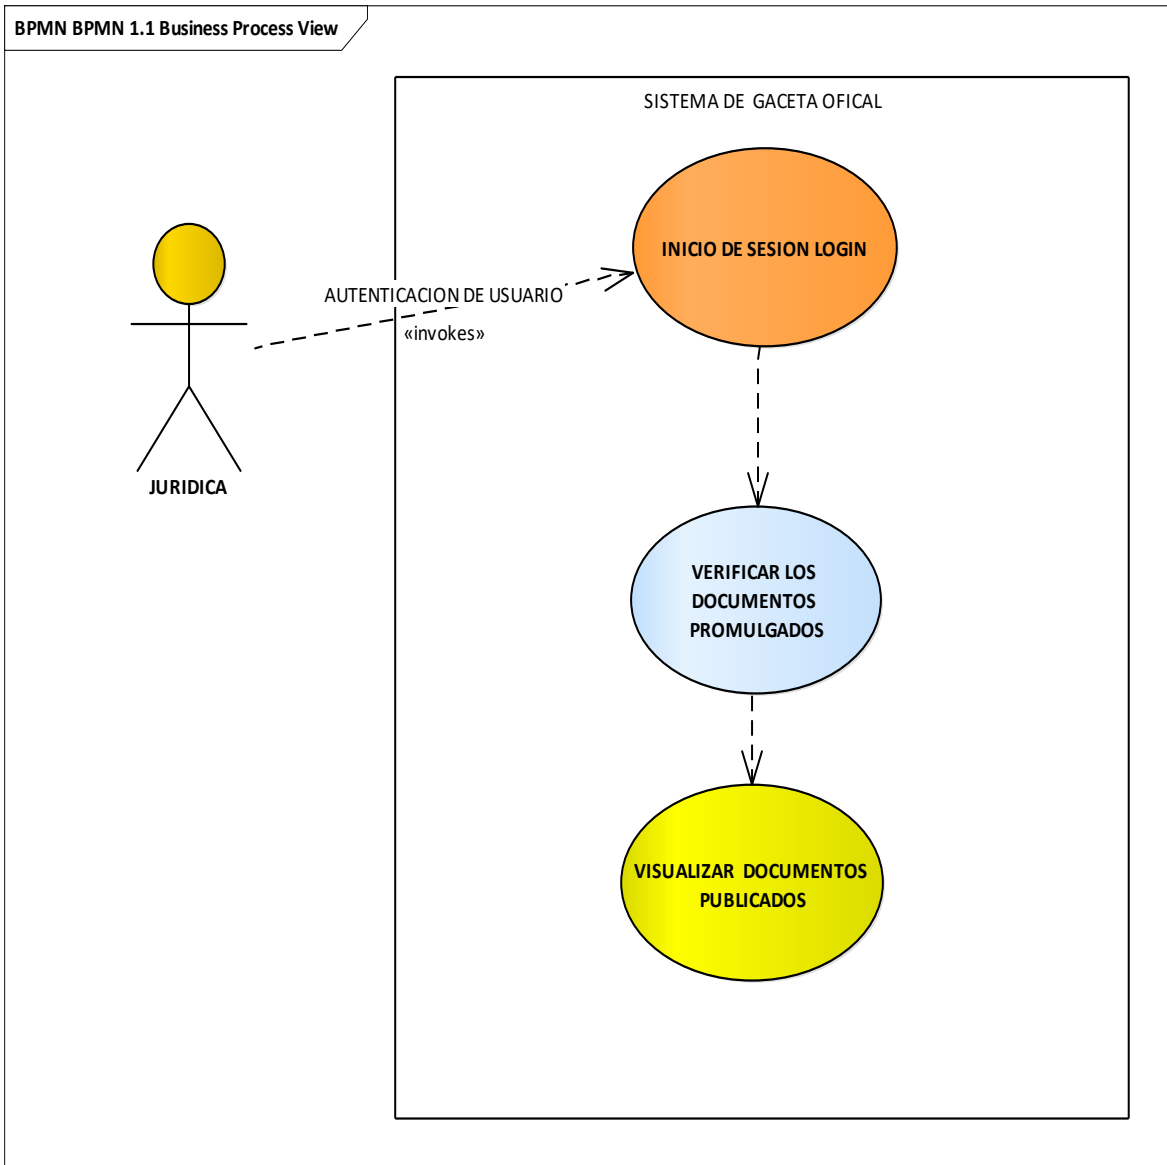 BPMN BPMN 1.1 Business Process View
SISTEMA DE GACETA OFICAL
INICIO DE SESION LOGIN
AUTENTICACION DE USUARIO
«invokes»
JURIDICA
VERIFICAR LOS
DOCUMENTOS
PROMULGADOS
VISUALIZAR DOCUMENTOS
PUBLICADOS